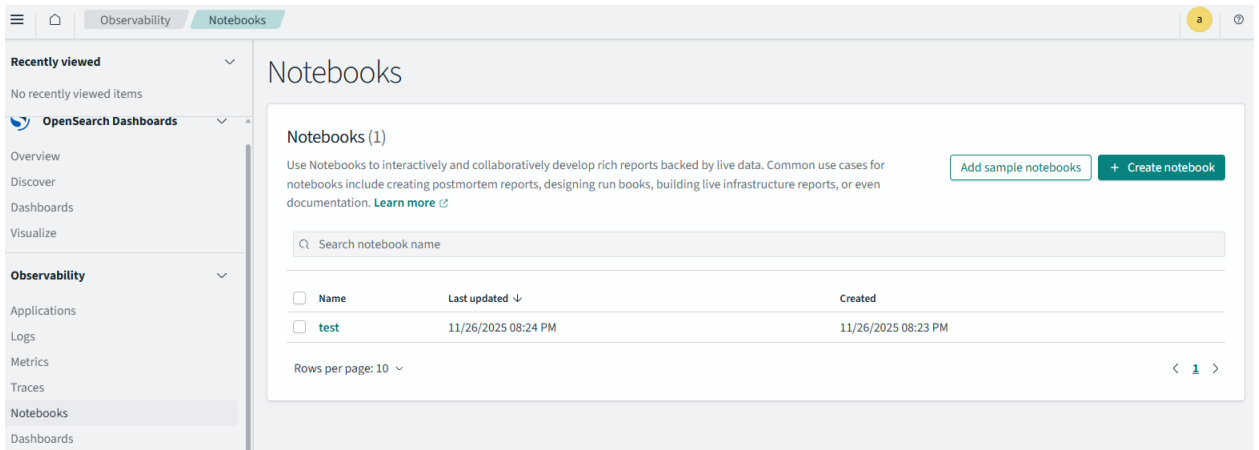 Observability
Notebooks
a
Recently viewed
No recently viewed items
OpenSearch Dashboards
Overview
Discover
Dashboards
Visualize
Observability
Applications
Logs
Metrics
Traces
Notebooks
Dashboards
Notebooks
Notebooks (1)
Use Notebooks to interactively and collaboratively develop rich reports backed by live data. Common use cases for
notebooks include creating postmortem reports, designing run books, building live infrastructure reports, or even
documentation. Learn more
Add sample notebooks
+ Create notebook
Search notebook name
Name Last updated ↓ Created
test 11/26/2025 08:24 PM 11/26/2025 08:23 PM
Rows per page: 10
< 1 >